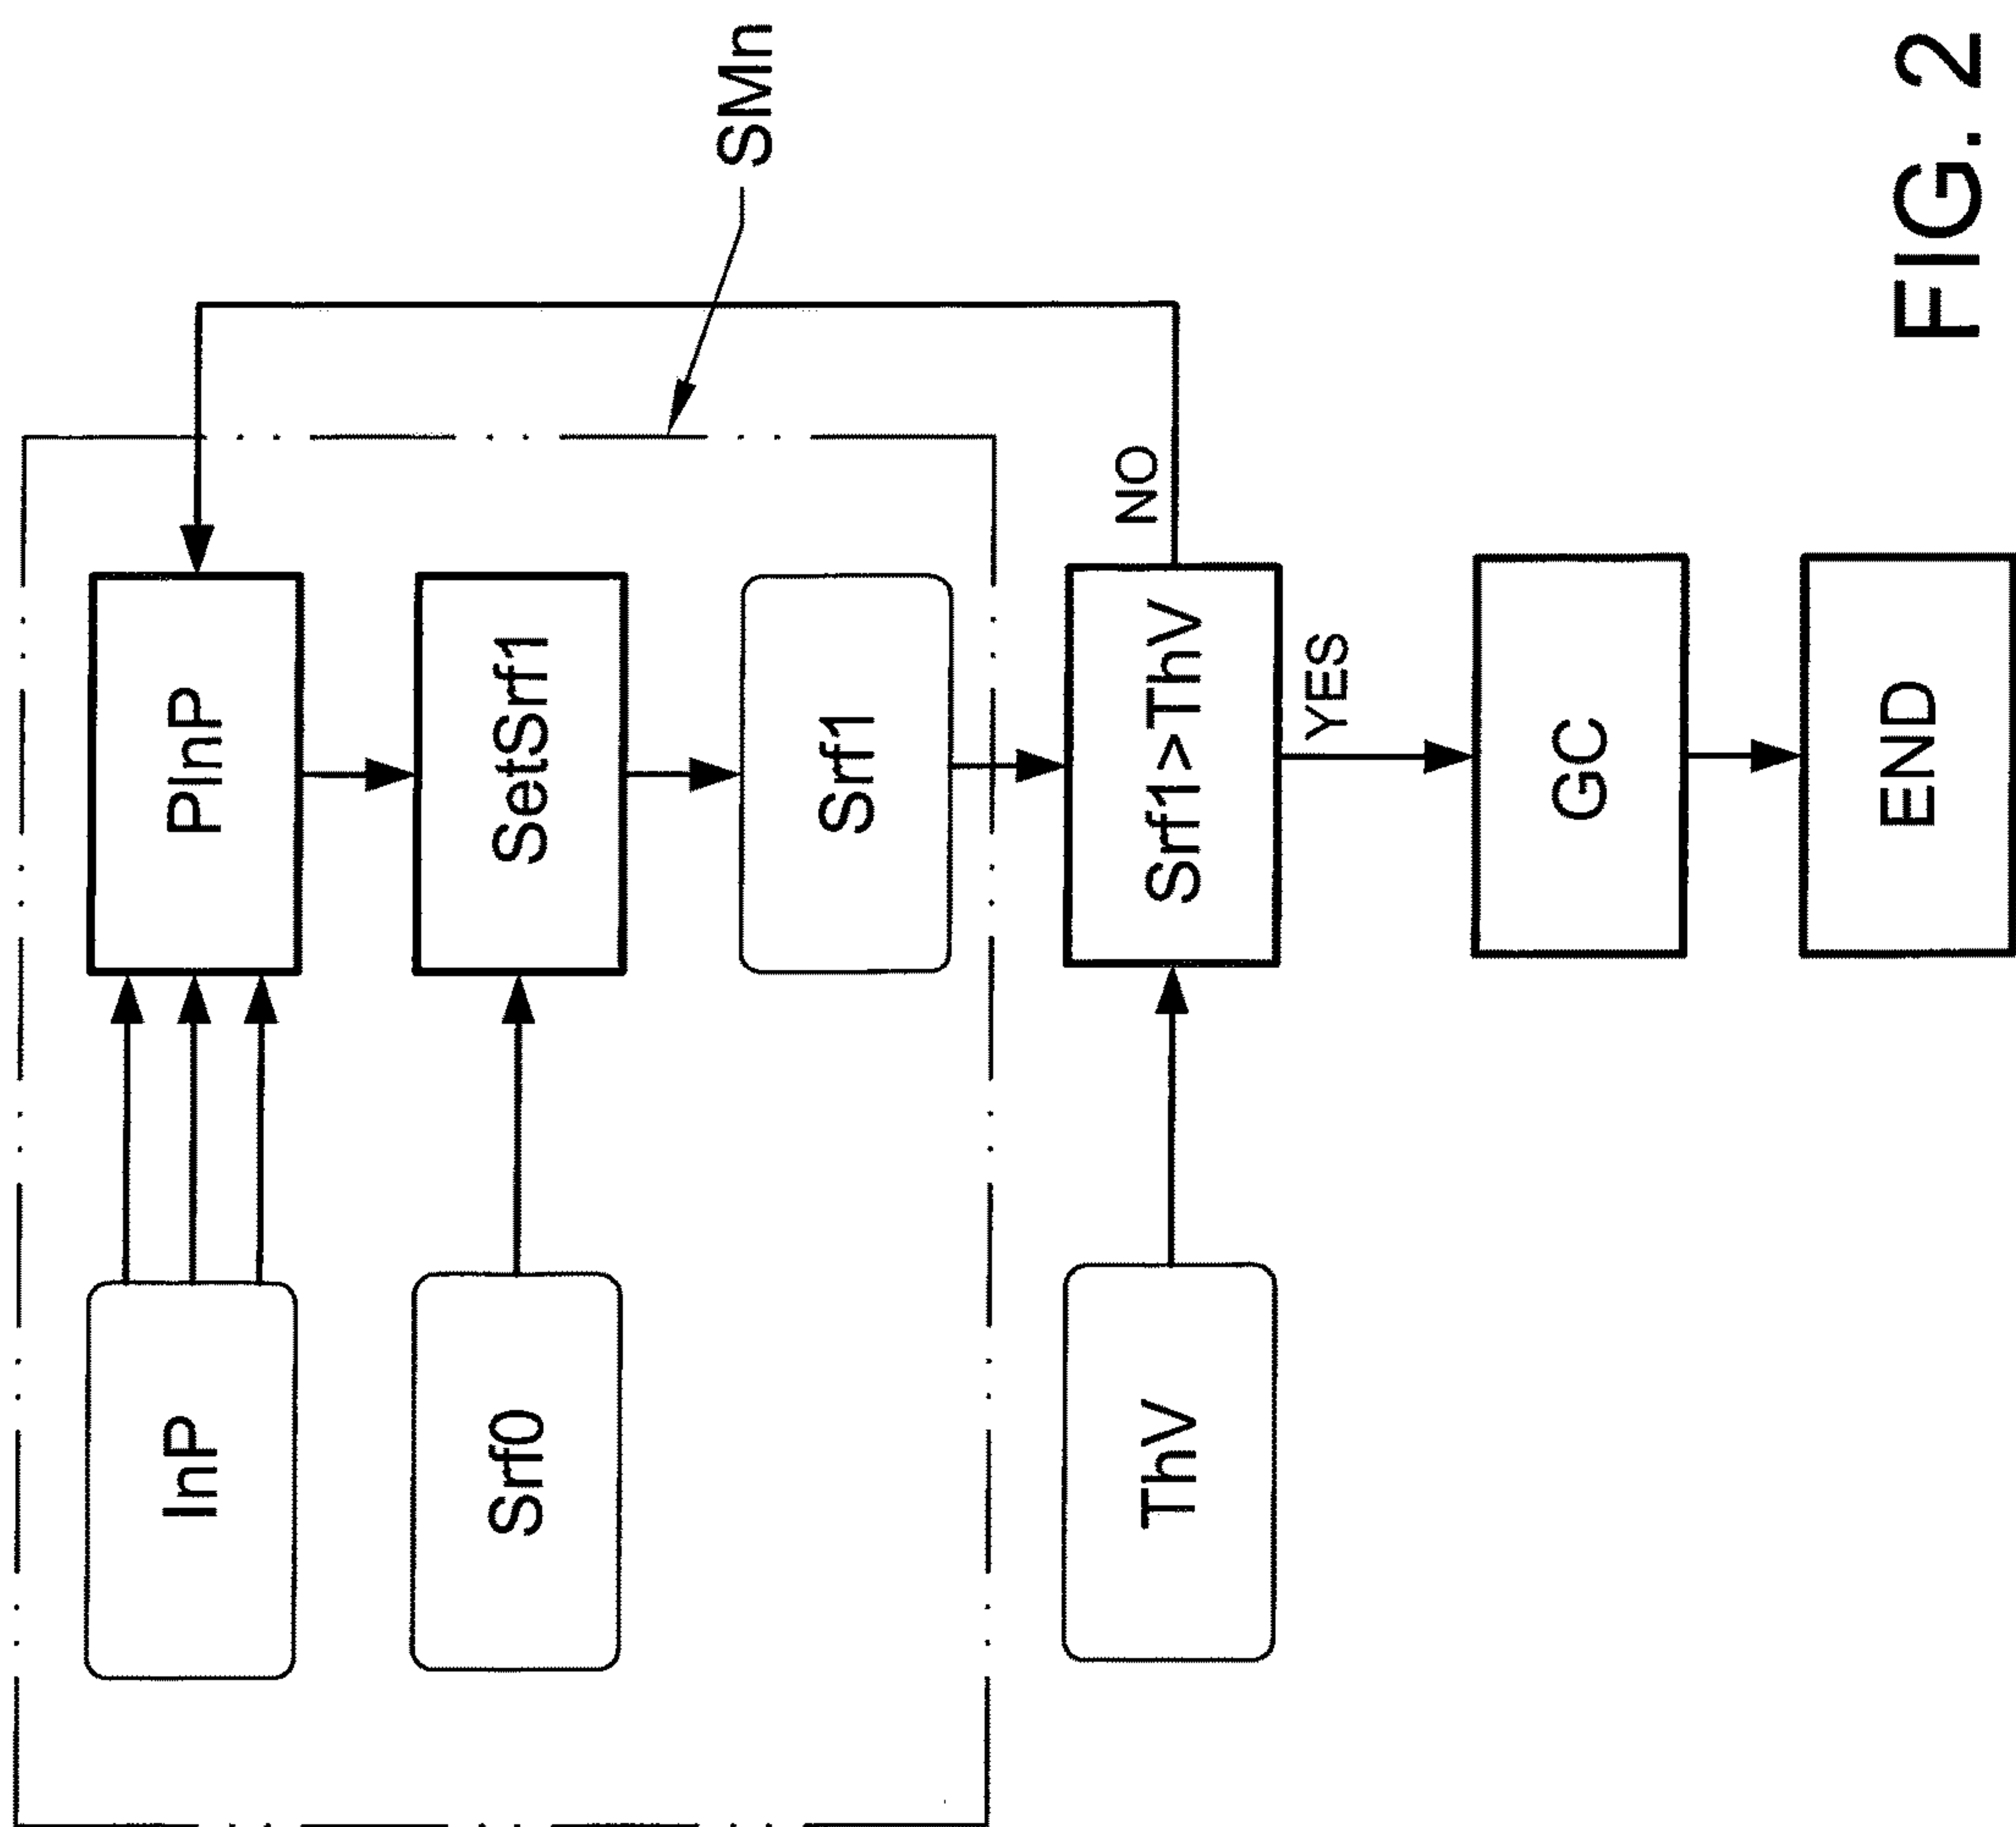 InP
PInP
SMn
Srf0
SetSrf1
Srf1
NO
ThV
Srf1>ThV
YES
GC
END
FIG. 2